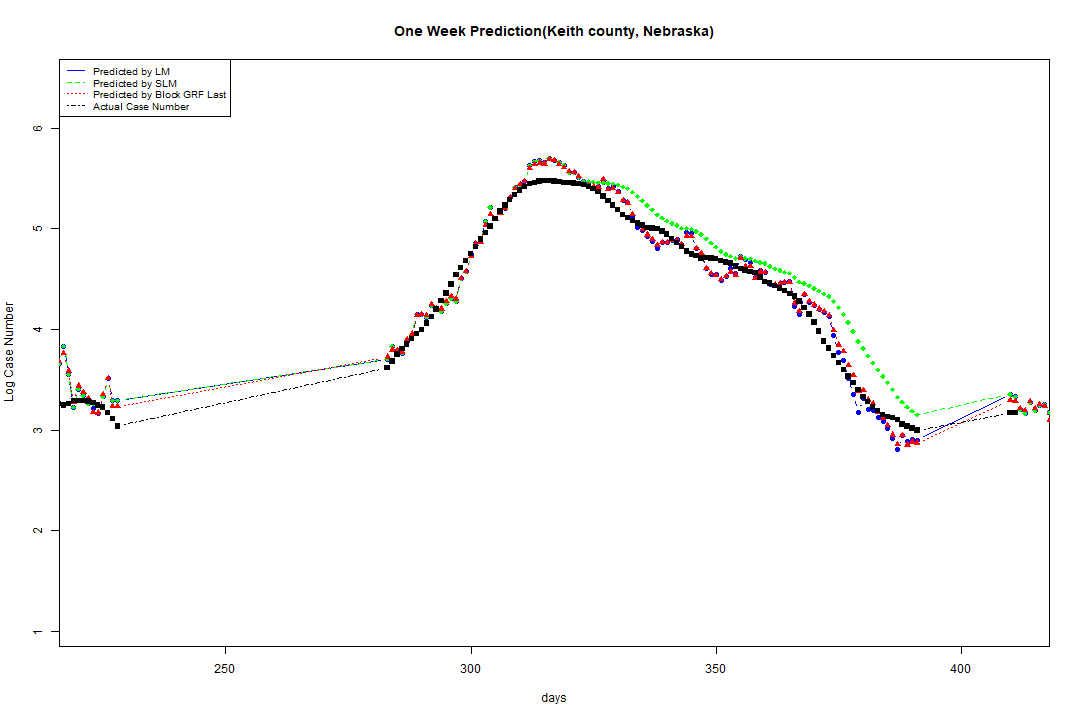 One Week Prediction(Keith county, Nebraska)
Predicted by LM
Predicted by SLM
Predicted by Block GRF Last
Actual Case Number
Log Case Number
6
5
4
3
2
1
250
300
350
400
days